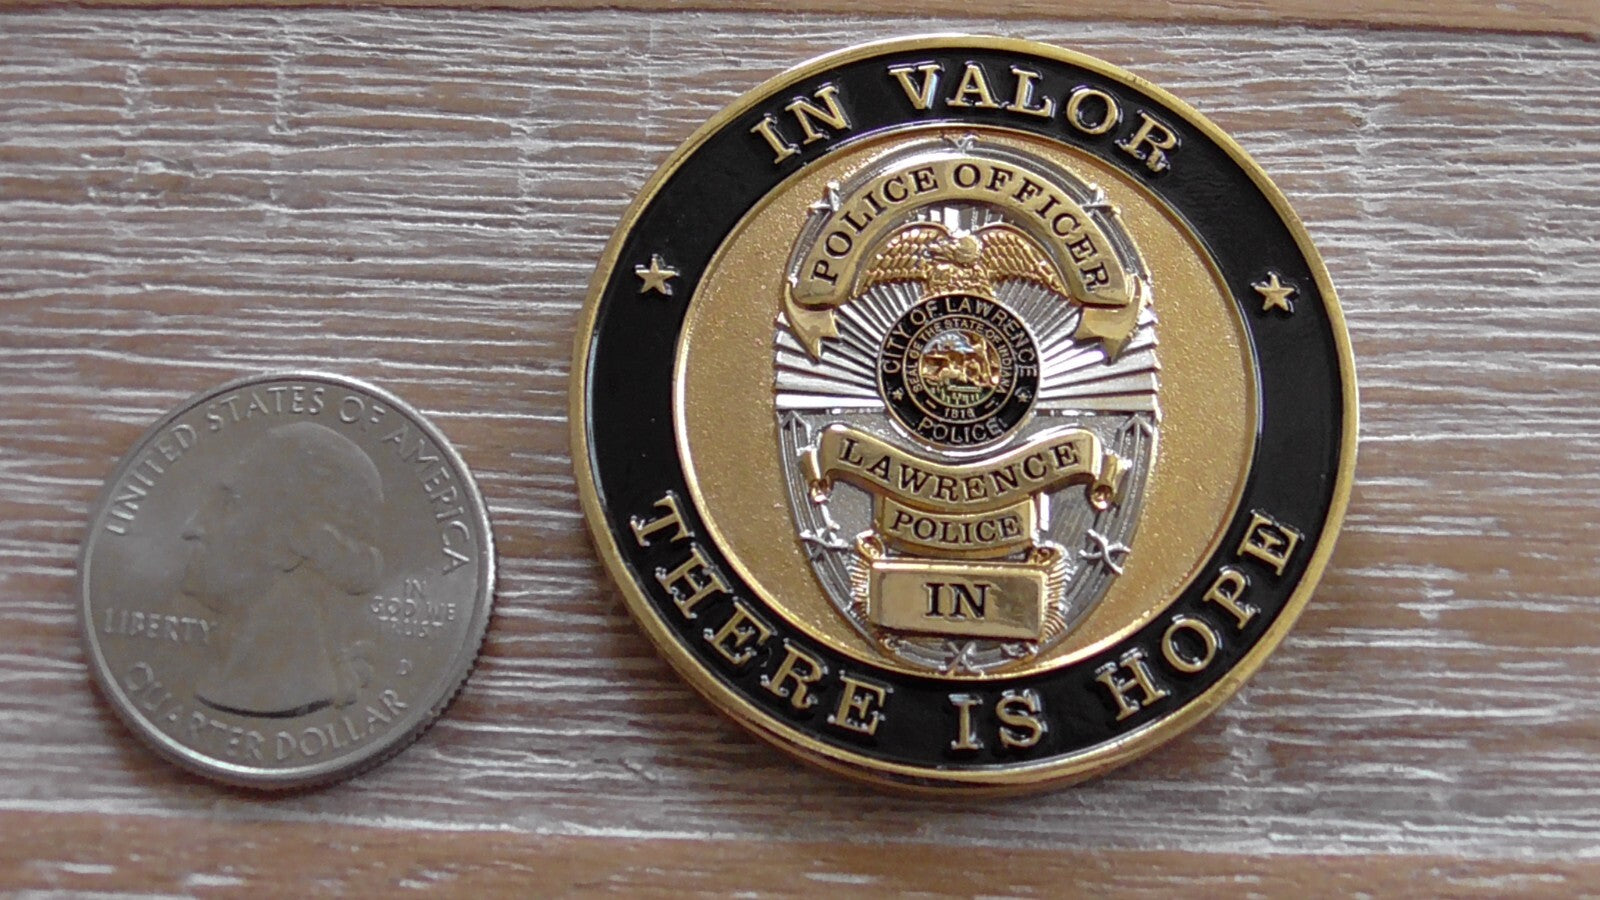 UNITED STATES OF AMERICA
LIBERTY
IN
GOD WE
TRUST
D
QUARTER DOLLAR
IN VALOR
POLICE OFFICER
CITY OF LAWRENCE
SEAL OF THE STATE OF INDIANA
1816
POLICE
LAWRENCE
POLICE
IN
THERE IS HOPE